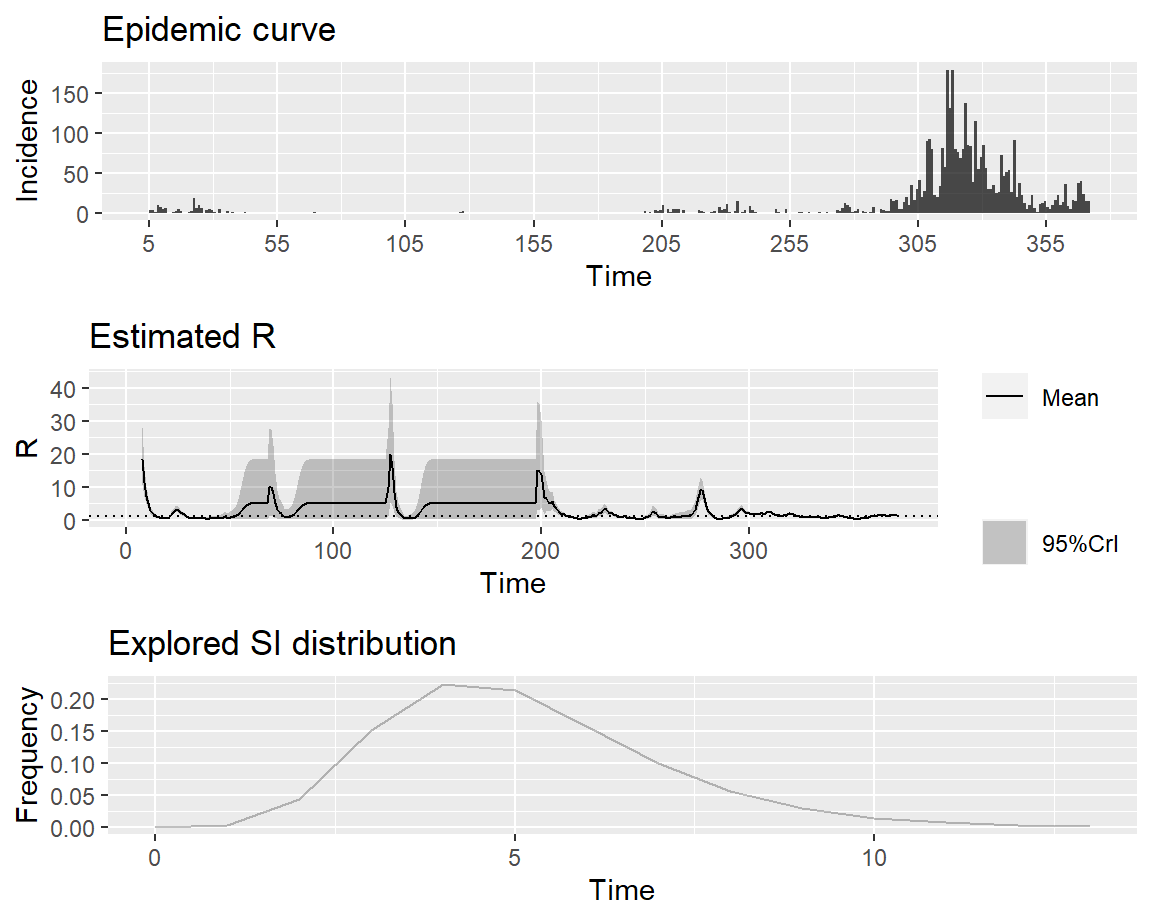 Epidemic curve
Incidence
150
100
50
0
5 55 105 155 205 255 305 355
Time
Estimated R
R
40
30
20
10
0
0 100 200 300
Time
Mean
95%CrI
Explored SI distribution
Frequency
0.20
0.15
0.10
0.05
0.00
0 5 10
Time